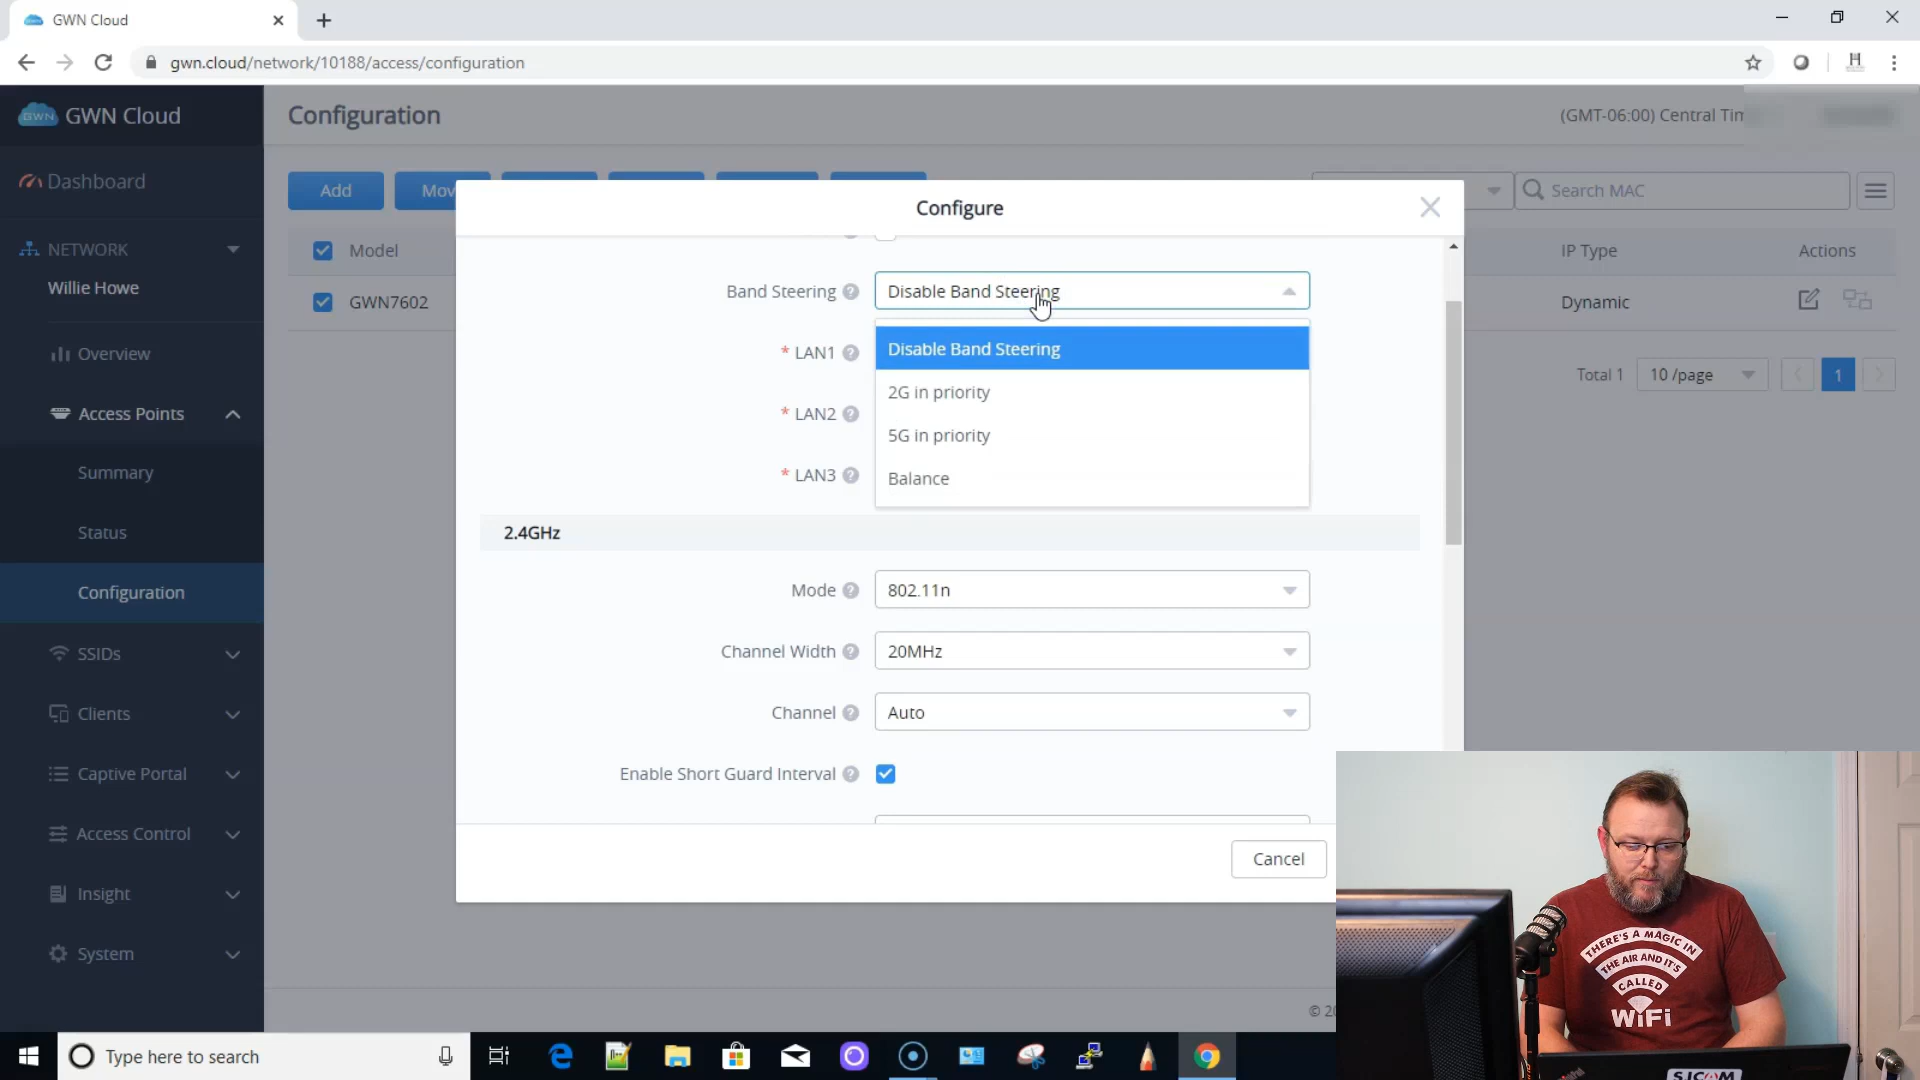 GWN Cloud
gwn.cloud/network/10188/access/configuration
GWN
GWN Cloud
Configuration
(GMT-06:00) Central Tim
Dashboard
Add
Mov
Search MAC
NETWORK
Willie Howe
Model
GWN7602
IP Type
Actions
Dynamic
Total 1
10 /page
1
Overview
Access Points
Summary
Status
Configuration
SSIDs
Clients
Captive Portal
Access Control
Insight
System
Configure
Band Steering
Disable Band Steering
Disable Band Steering
2G in priority
5G in priority
Balance
* LAN1
* LAN2
* LAN3
2.4GHz
Mode
802.11n
Channel Width
20MHz
Channel
Auto
Enable Short Guard Interval
Cancel
© 20
THERE'S A MAGIC IN
THE AIR AND IT'S
CALLED
WiFi
SJCAM
Type here to search